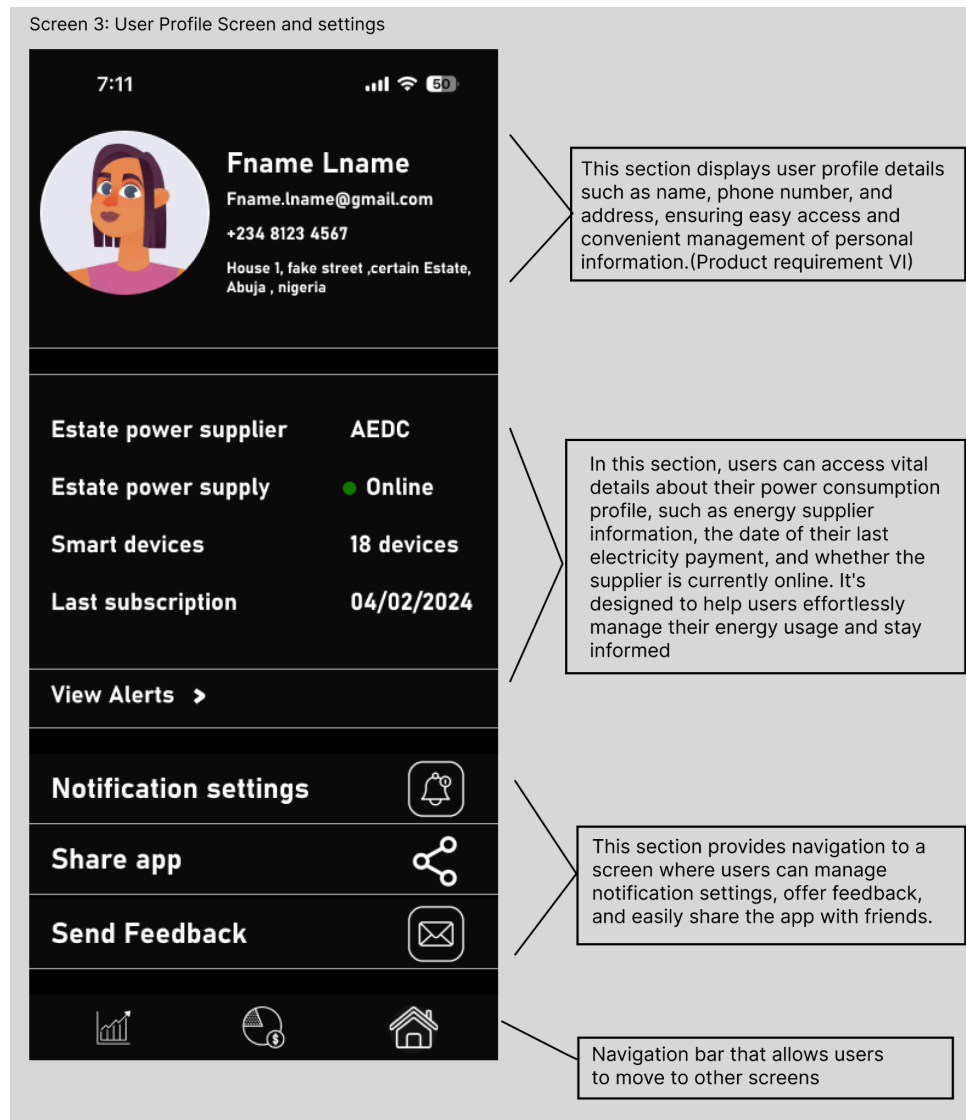 Screen 3: User Profile Screen and settings
7:11
50
Fname Lname
Fname.lname@gmail.com
+234 8123 4567
House 1, fake street ,certain Estate,
Abuja , nigeria
This section displays user profile details
such as name, phone number, and
address, ensuring easy access and
convenient management of personal
information.(Product requirement VI)
Estate power supplier AEDC
Estate power supply Online
Smart devices 18 devices
Last subscription 04/02/2024
In this section, users can access vital
details about their power consumption
profile, such as energy supplier
information, the date of their last
electricity payment, and whether the
supplier is currently online. It's
designed to help users effortlessly
manage their energy usage and stay
informed
View Alerts >
Notification settings
Share app
Send Feedback
This section provides navigation to a
screen where users can manage
notification settings, offer feedback,
and easily share the app with friends.
$
Navigation bar that allows users
to move to other screens